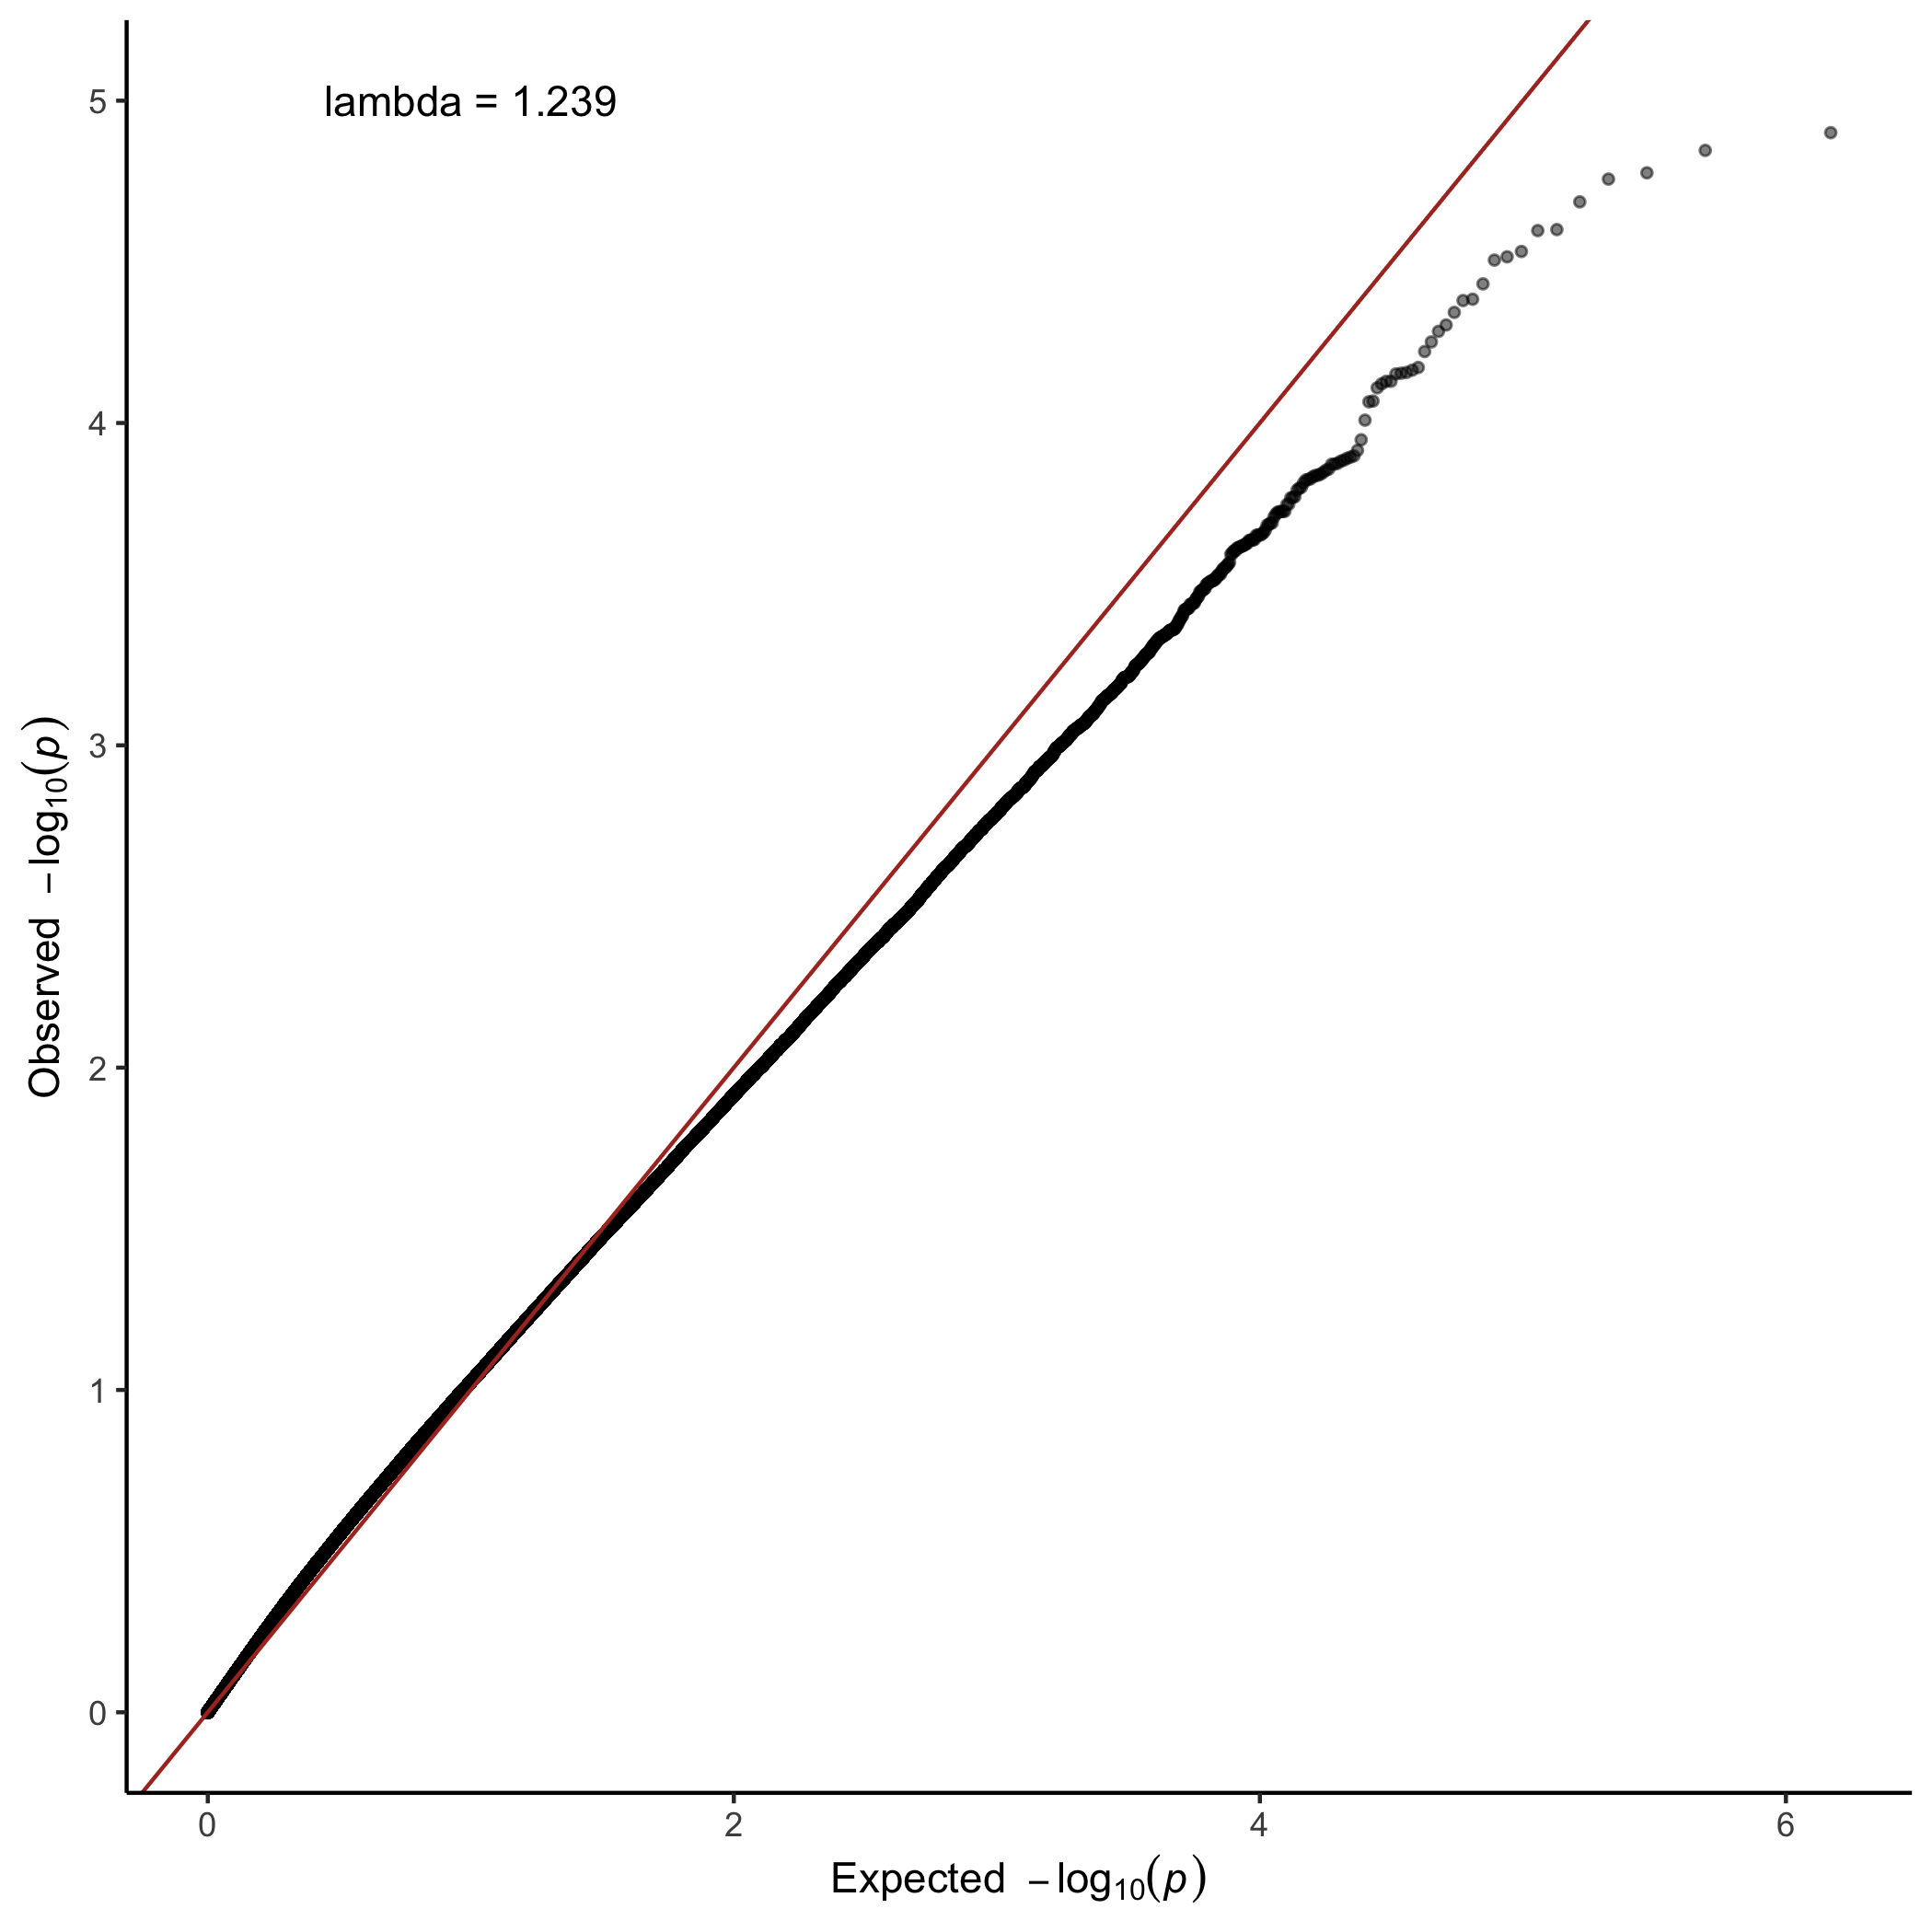 lambda = 1.239
5
4
3
2
1
0
Observed −log10(p)
0 2 4 6
Expected −log10(p)